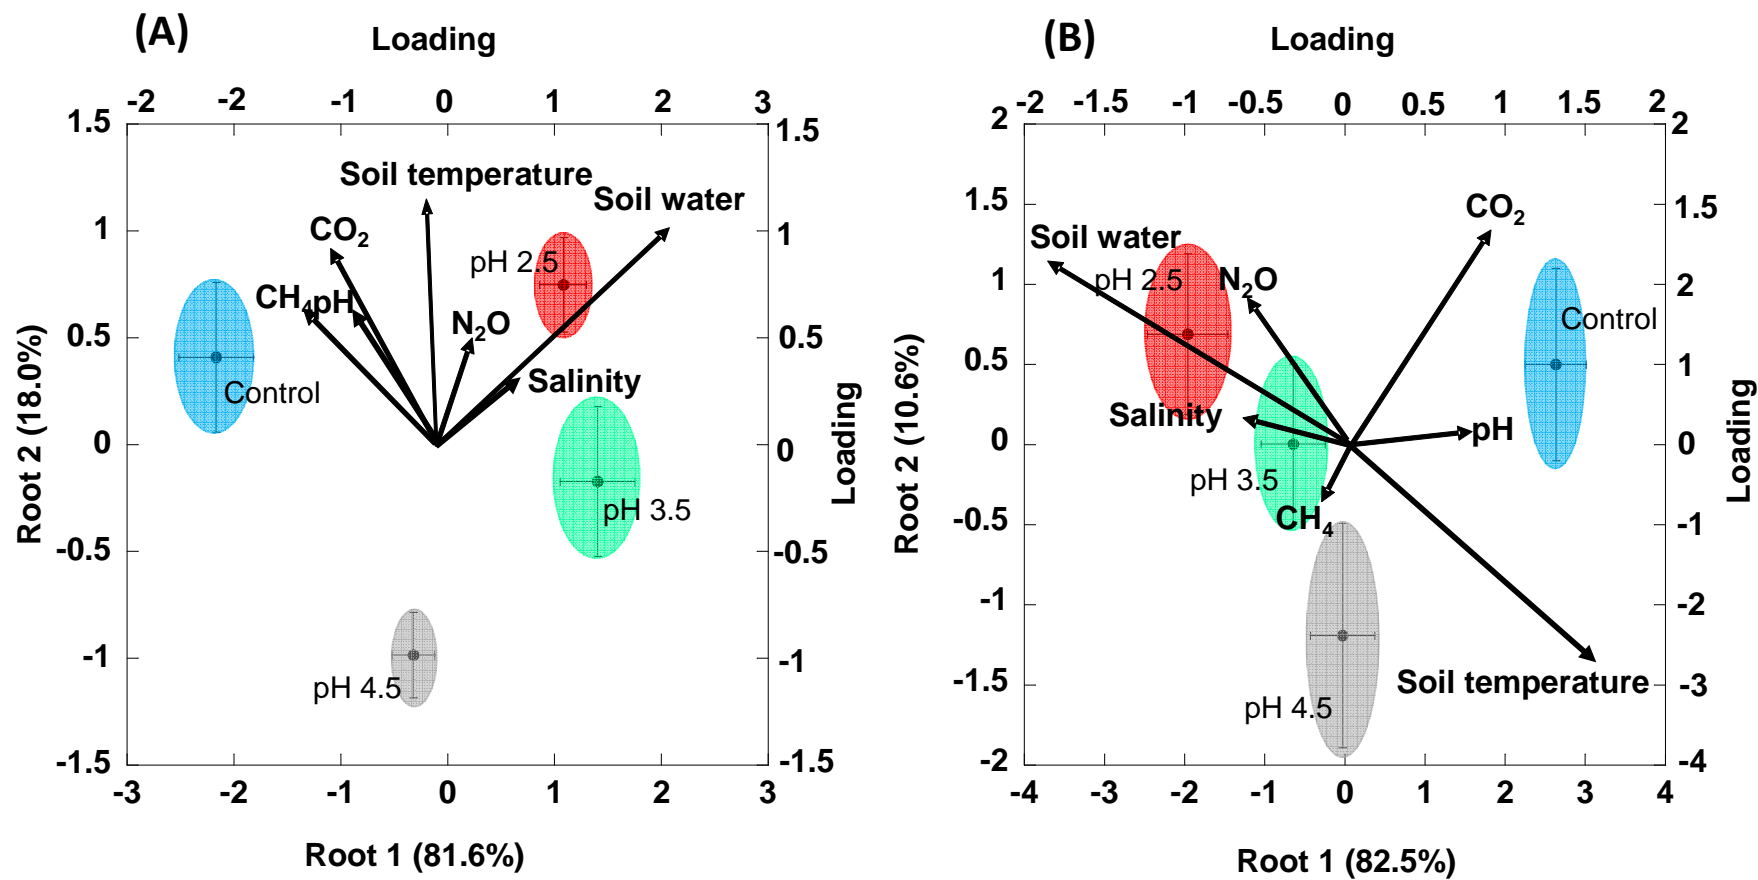 (A)
Loading
-2 -2 -1 0 1 2 3
1.5
1
0.5
0
-0.5
-1
-1.5
Root 2 (18.0%)
Soil temperature
Soil water
CO₂
pH 2.5
CH₄ pH
N₂O
Salinity
Control
pH 3.5
pH 4.5
1.5
1
0.5
0
-0.5
-1
-1.5
Loading
-3 -2 -1 0 1 2 3
Root 1 (81.6%)
(B)
Loading
-2 -1.5 -1 -0.5 0 0.5 1 1.5 2
2
1.5
1
0.5
0
-0.5
-1
-1.5
-2
Root 2 (10.6%)
CO₂
Soil water
pH 2.5
N₂O
Control
Salinity
pH
pH 3.5
CH₄
Soil temperature
pH 4.5
2
1.5
2
1
0
-1
-2
-3
-4
Loading
-4 -3 -2 -1 0 1 2 3 4
Root 1 (82.5%)